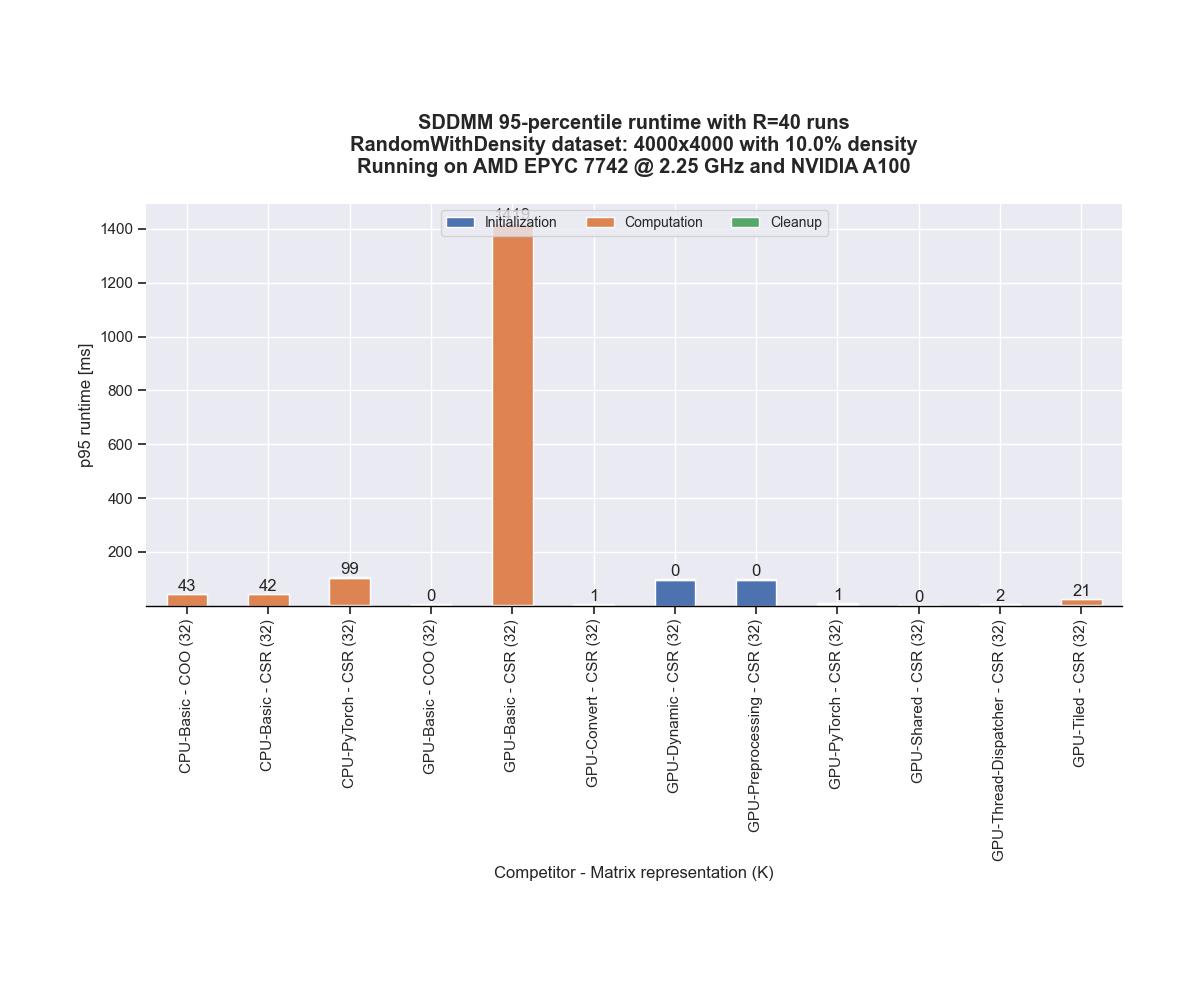 SDDMM 95-percentile runtime with R=40 runs
RandomWithDensity dataset: 4000x4000 with 10.0% density
Running on AMD EPYC 7742 @ 2.25 GHz and NVIDIA A100
1419
Initialization Computation Cleanup
p95 runtime [ms]
1400
1200
1000
800
600
400
200
43 42 99 0 1 0 0 1 0 2 21
CPU-Basic - COO (32)
CPU-Basic - CSR (32)
CPU-PyTorch - CSR (32)
GPU-Basic - COO (32)
GPU-Basic - CSR (32)
GPU-Convert - CSR (32)
GPU-Dynamic - CSR (32)
GPU-Preprocessing - CSR (32)
GPU-PyTorch - CSR (32)
GPU-Shared - CSR (32)
GPU-Thread-Dispatcher - CSR (32)
GPU-Tiled - CSR (32)
Competitor - Matrix representation (K)